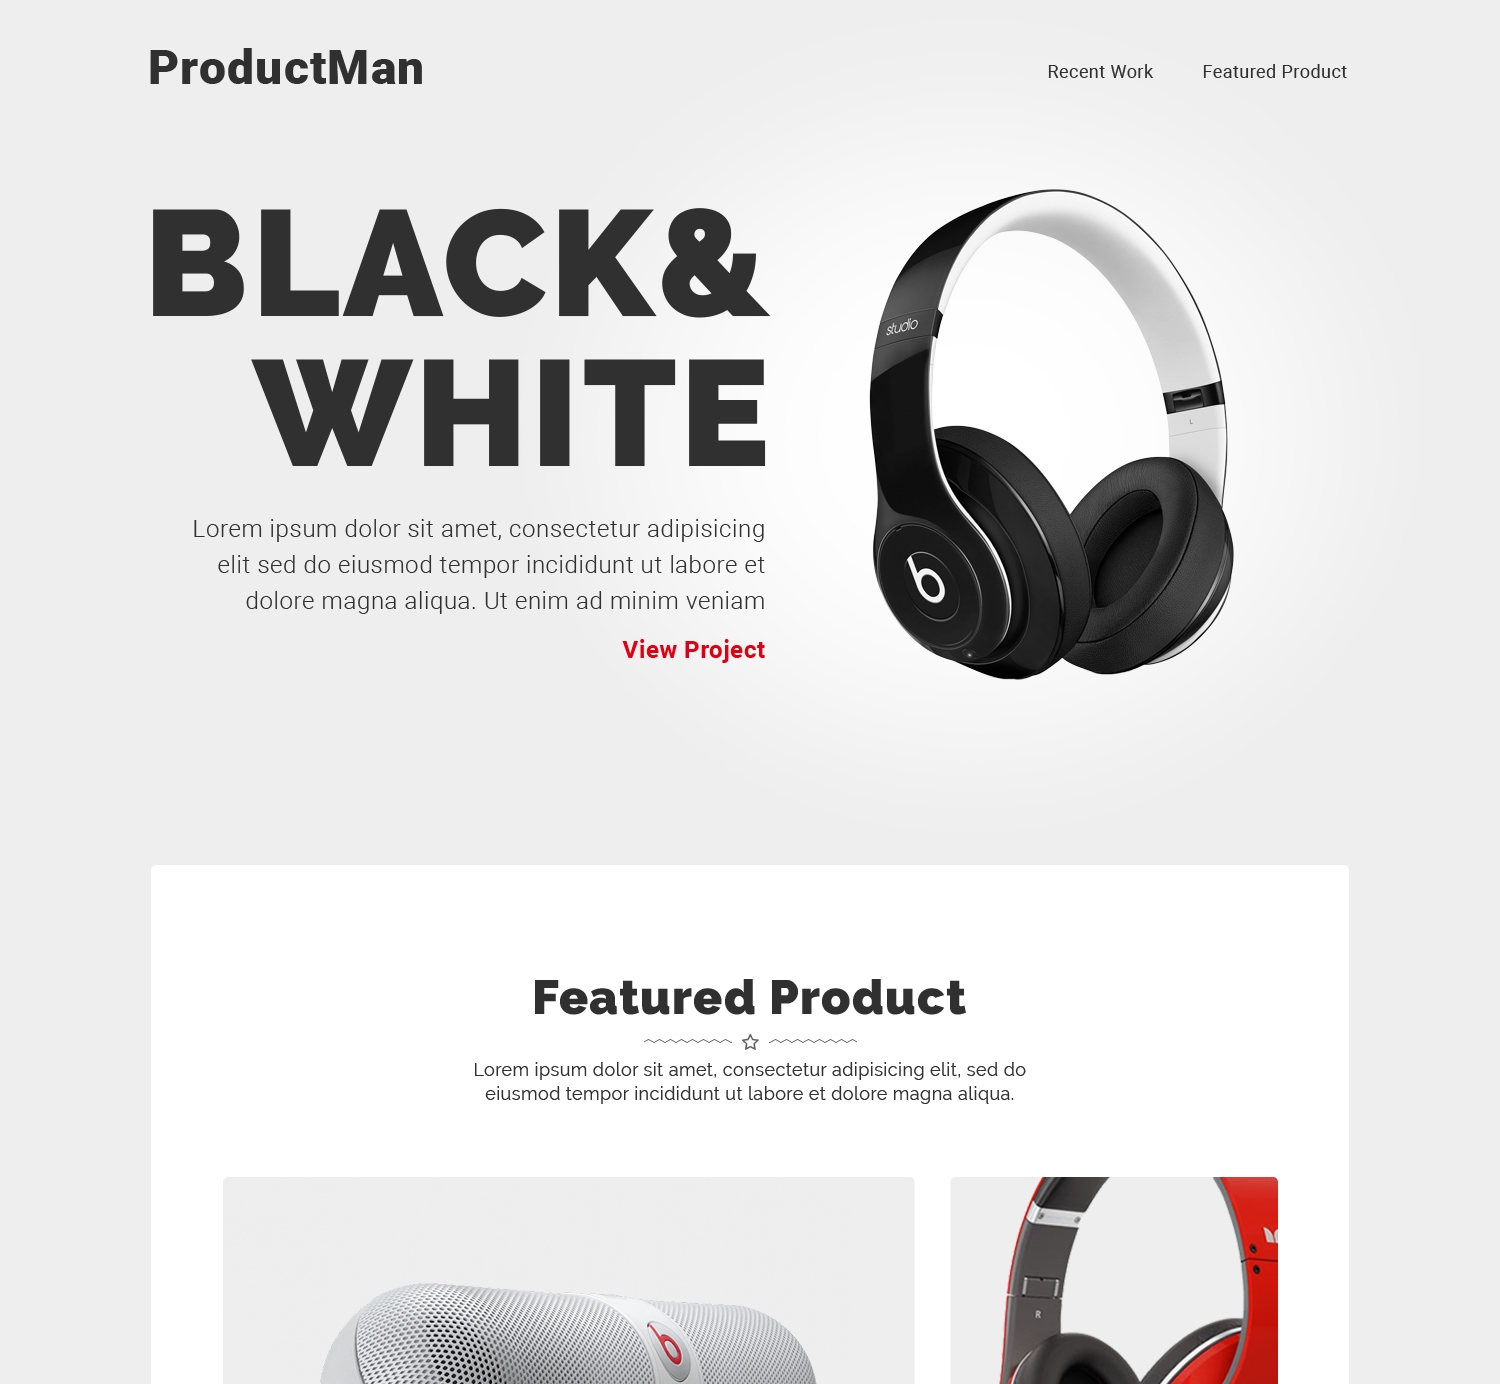 ProductMan
Recent Work
Featured Product
BLACK&
WHITE
studio
L
Lorem ipsum dolor sit amet, consectetur adipisicing
elit sed do eiusmod tempor incididunt ut labore et
dolore magna aliqua. Ut enim ad minim veniam
b
View Project
Featured Product
Lorem ipsum dolor sit amet, consectetur adipisicing elit, sed do
eiusmod tempor incididunt ut labore et dolore magna aliqua.
R
b